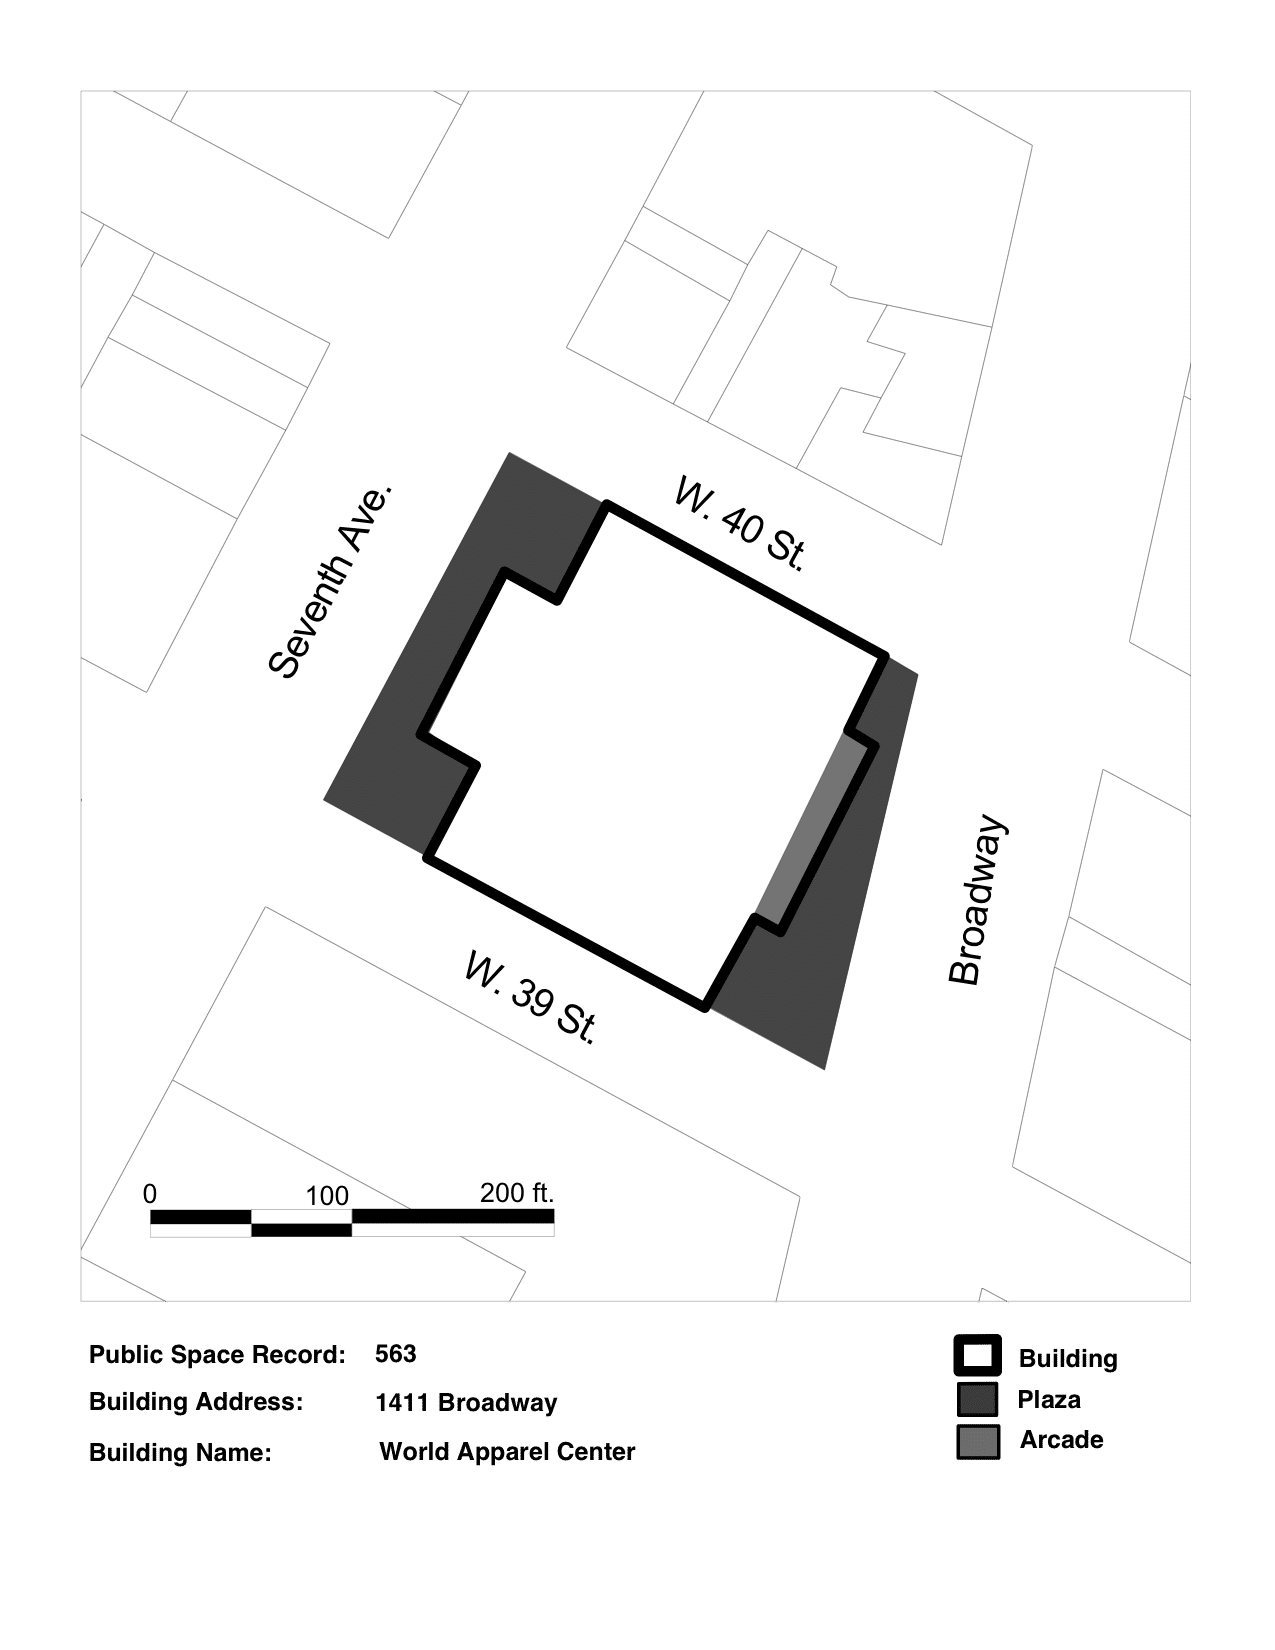 W. 40 St.
Seventh Ave.
Broadway
W. 39 St.
0 100 200 ft.
Public Space Record: 563
Building Address: 1411 Broadway
Building Name: World Apparel Center
Building
Plaza
Arcade